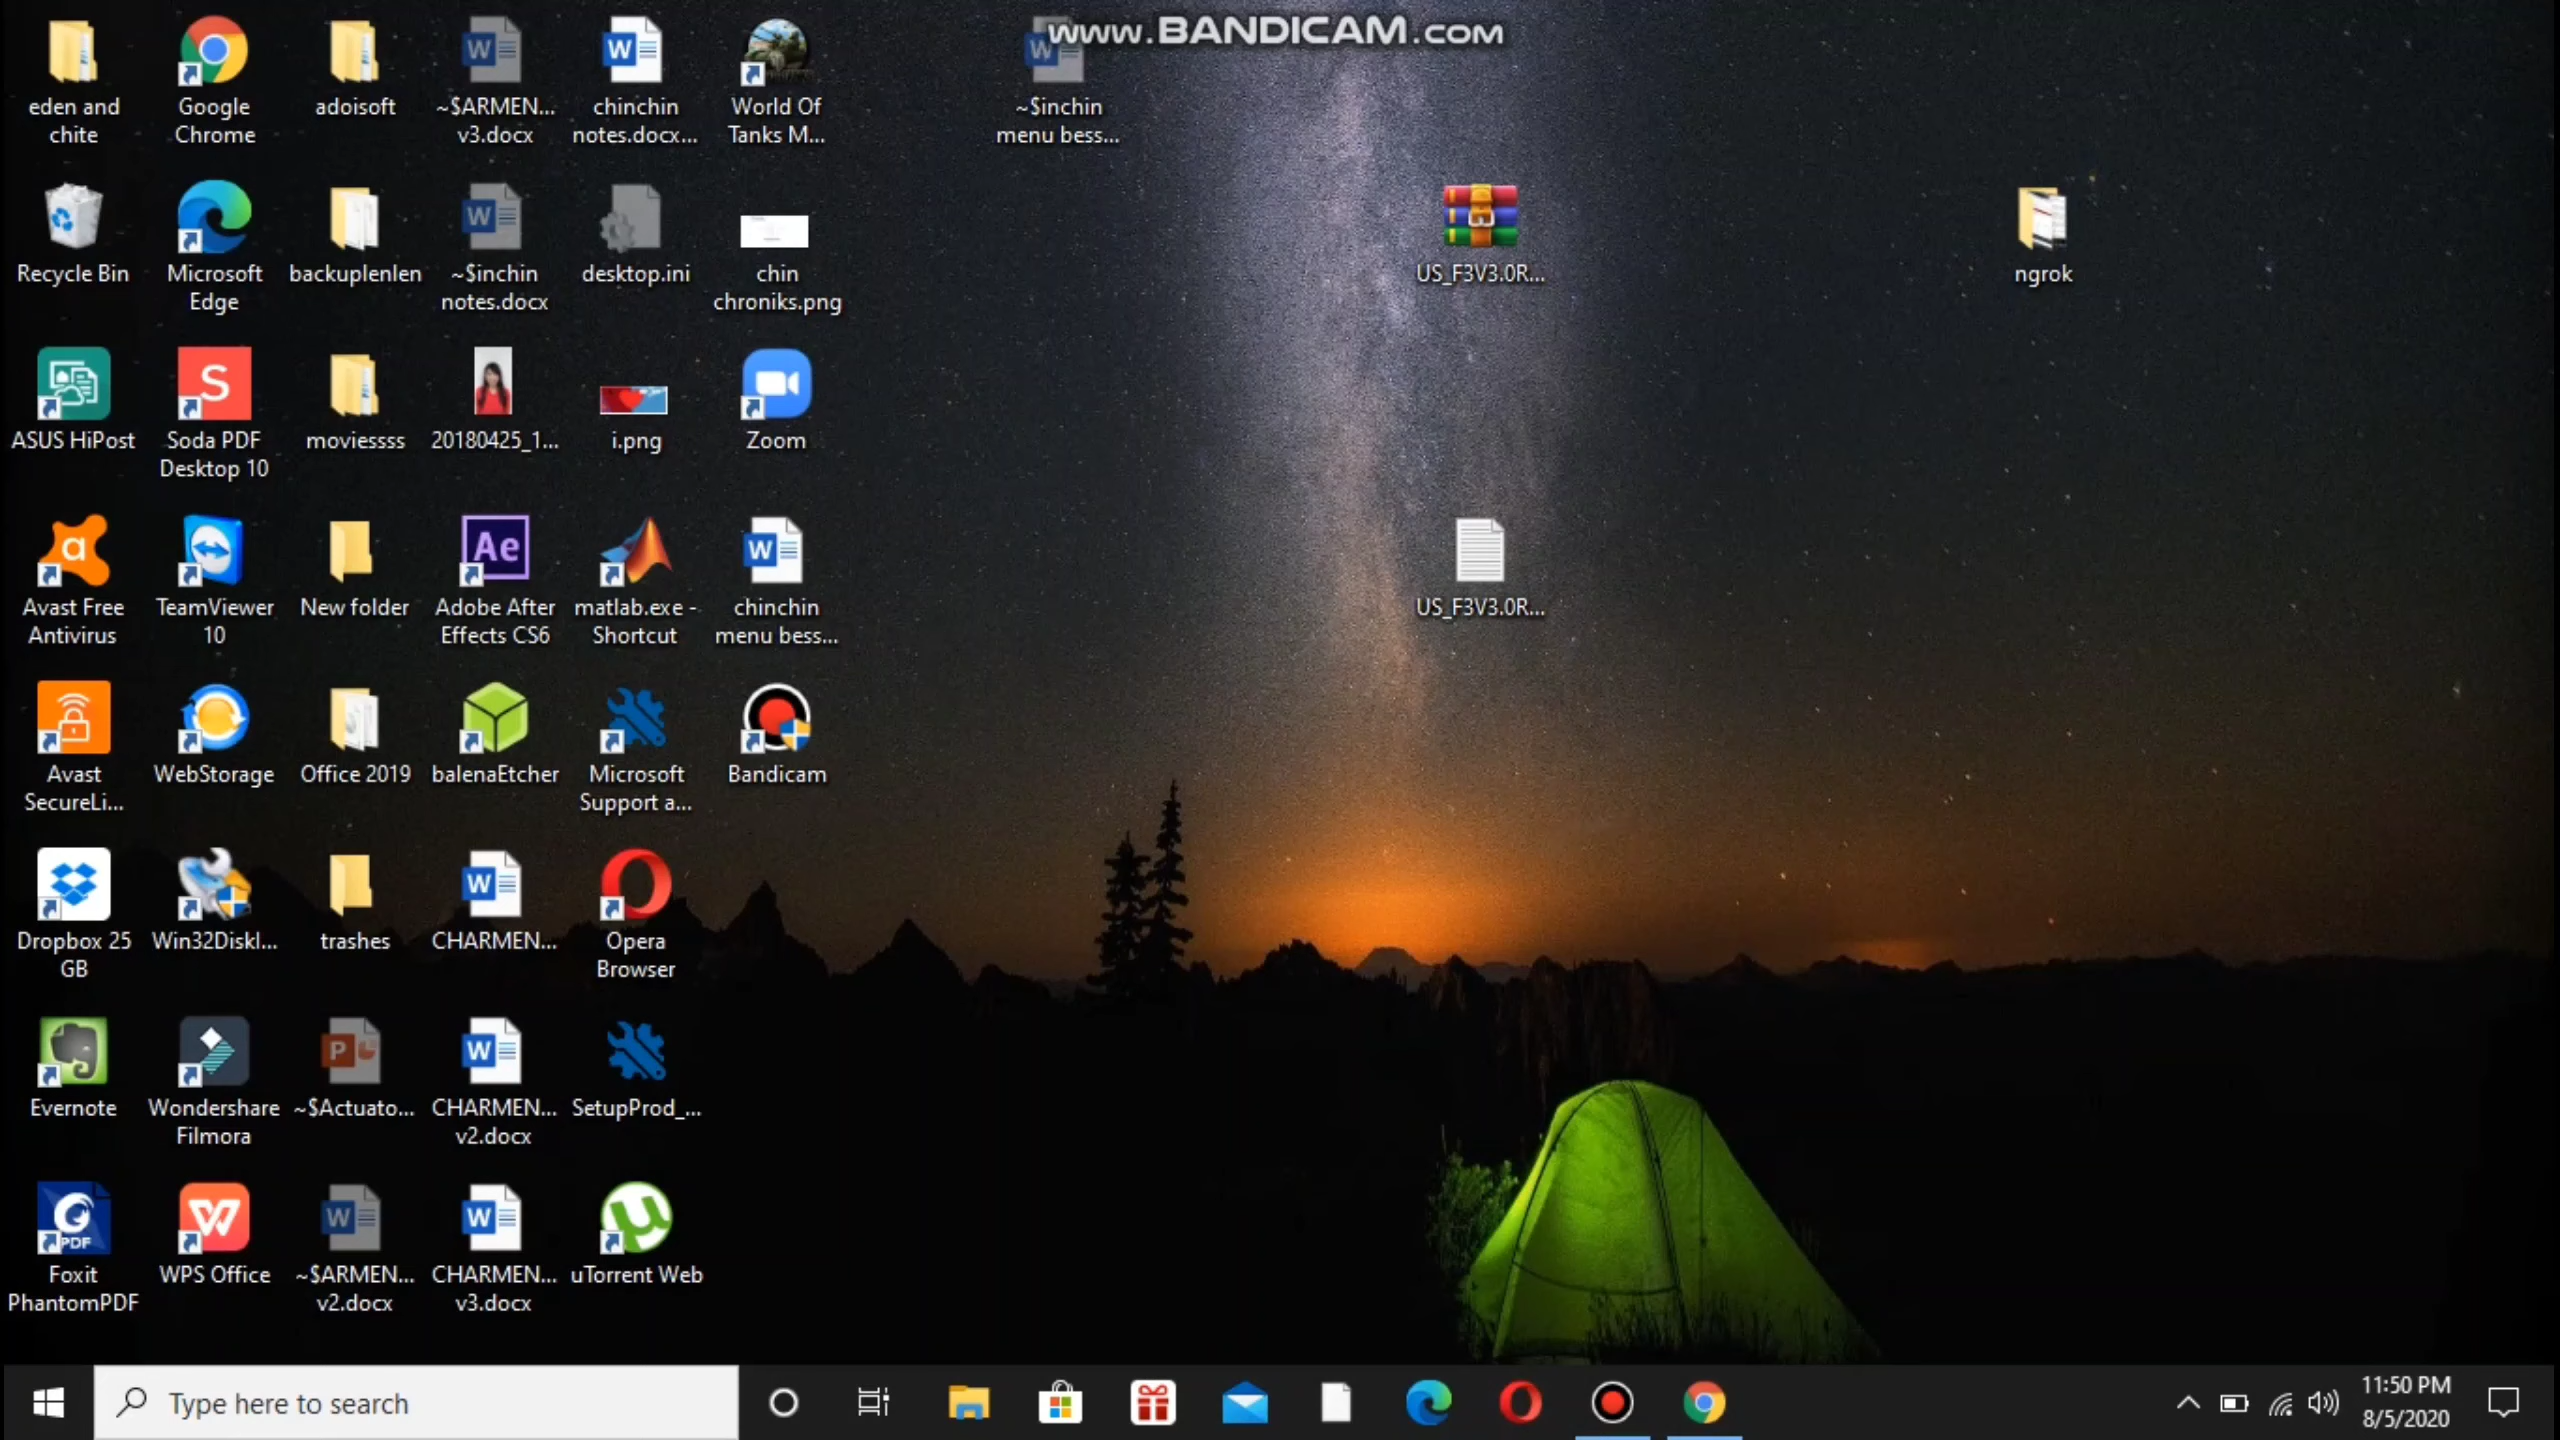 www.BANDICAM.com
eden and
chite
Google
Chrome
adoisoft
~$ARMEN...
v3.docx
chinchin
notes.docx...
World Of
Tanks M...
~$inchin
menu bess...
Recycle Bin
Microsoft
Edge
backuplenlen
~$inchin
notes.docx
desktop.ini
chin
chroniks.png
US_F3V3.0R...
ngrok
ASUS HiPost
Soda PDF
Desktop 10
moviessss
20180425_1...
i.png
Zoom
Avast Free
Antivirus
TeamViewer
10
New folder
Adobe After
Effects CS6
matlab.exe -
Shortcut
chinchin
menu bess...
US_F3V3.0R...
Avast
SecureLi...
WebStorage
Office 2019
balenaEtcher
Microsoft
Support a...
Bandicam
Dropbox 25
GB
Win32DiskI...
trashes
CHARMEN...
Opera
Browser
Evernote
Wondershare
Filmora
~$Actuato...
CHARMEN...
v2.docx
SetupProd_...
Foxit
PhantomPDF
WPS Office
~$ARMEN...
v2.docx
CHARMEN...
v3.docx
uTorrent Web
Type here to search
11:50 PM
8/5/2020